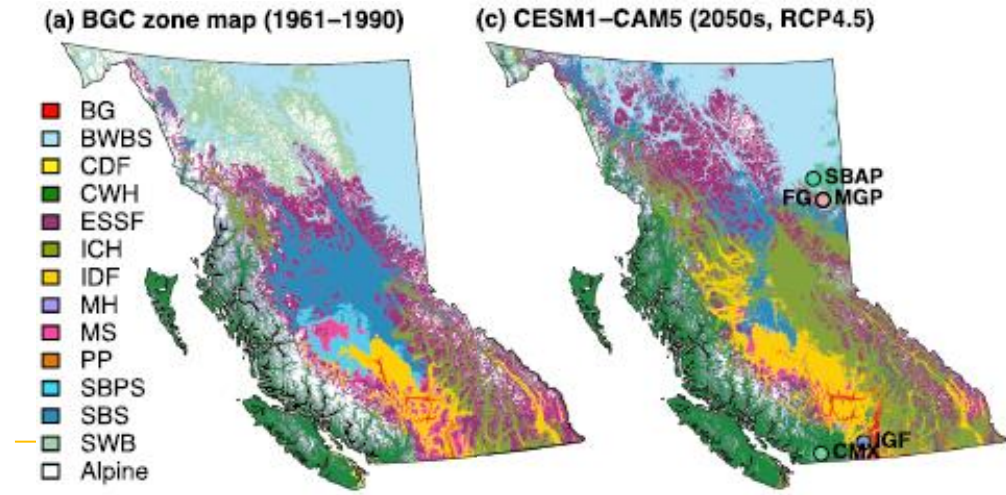 (a) BGC zone map (1961–1990)
(c) CESM1–CAM5 (2050s, RCP4.5)
BG
BWBS
CDF
CWH
ESSF
ICH
IDF
MH
MS
PP
SBPS
SBS
SWB
Alpine
SBAP
FG MGP
IGF
CMX